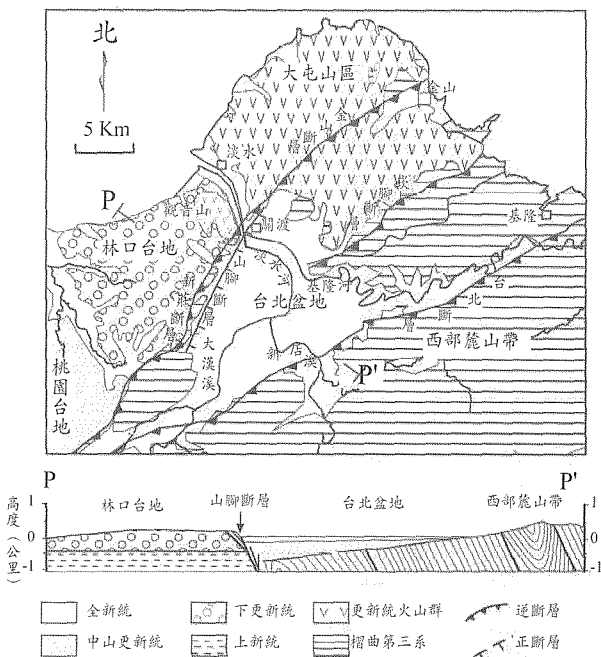 北
5 Km
大屯山區
金山
金山斷層
淡水
P
觀音山
關渡
崁腳斷層
基隆
林口台地
淡水河
基隆河
山腳斷層
新莊斷層
台北盆地
台北斷層
大漢溪
新店溪
西部麓山帶
桃園台地
P'
P
P'
高度(公里)
林口台地
山腳斷層
台北盆地
西部麓山帶
1
0
-1
1
0
-1
全新統
下更新統
更新統火山群
逆斷層
中山更新統
上新統
褶曲第三系
正斷層